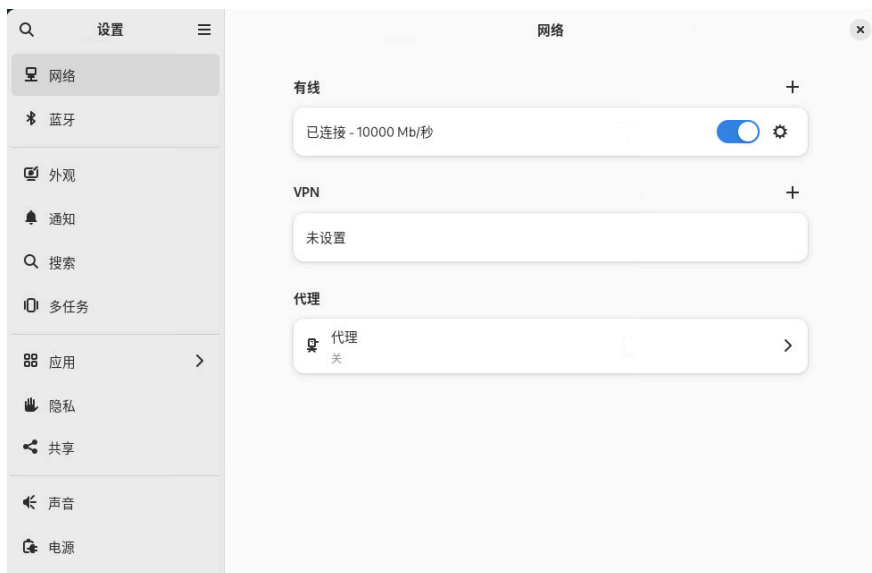 设置
网络
蓝牙
外观
通知
搜索
多任务
应用
隐私
共享
声音
电源
网络
有线
已连接 - 10000 Mb/秒
VPN
未设置
代理
代理
关